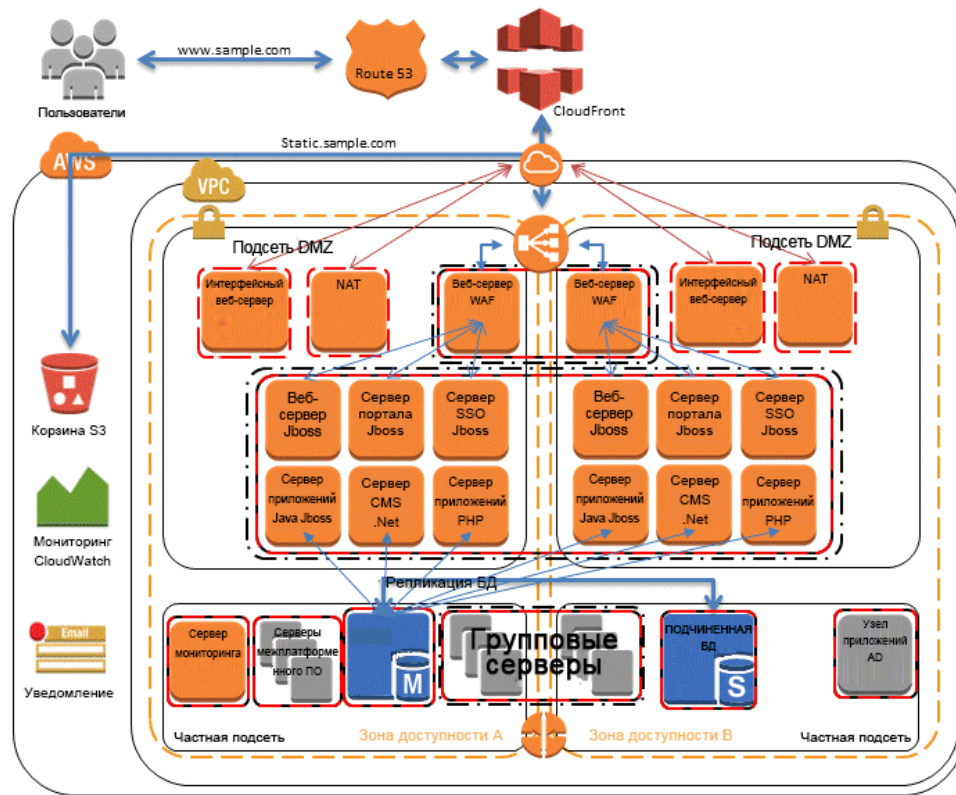 www.sample.com
Route 53
Пользователи
CloudFront
Static.sample.com
AWS
VPC
Подсеть DMZ
Подсеть DMZ
Интерфейсный
веб-сервер
NAT
Веб-сервер
WAF
Веб-сервер
WAF
Интерфейсный
веб-сервер
NAT
Корзина S3
Веб-
сервер
Jboss
Сервер
портала
Jboss
Сервер
SSO
Jboss
Веб-
сервер
Jboss
Сервер
портала
Jboss
Сервер
SSO
Jboss
Сервер
приложений
Java Jboss
Сервер
CMS
.Net
Сервер
приложений
PHP
Сервер
приложений
Java Jboss
Сервер
CMS
.Net
Сервер
приложений
PHP
Мониторинг
CloudWatch
Репликация БД
Email
Уведомление
Сервер
мониторинга
Серверы
межплатформе
нного ПО
M
Групповые
серверы
ПОДЧИНЕННАЯ
БД
S
Узел
приложений
AD
Частная подсеть
Зона доступности A
Зона доступности B
Частная подсеть